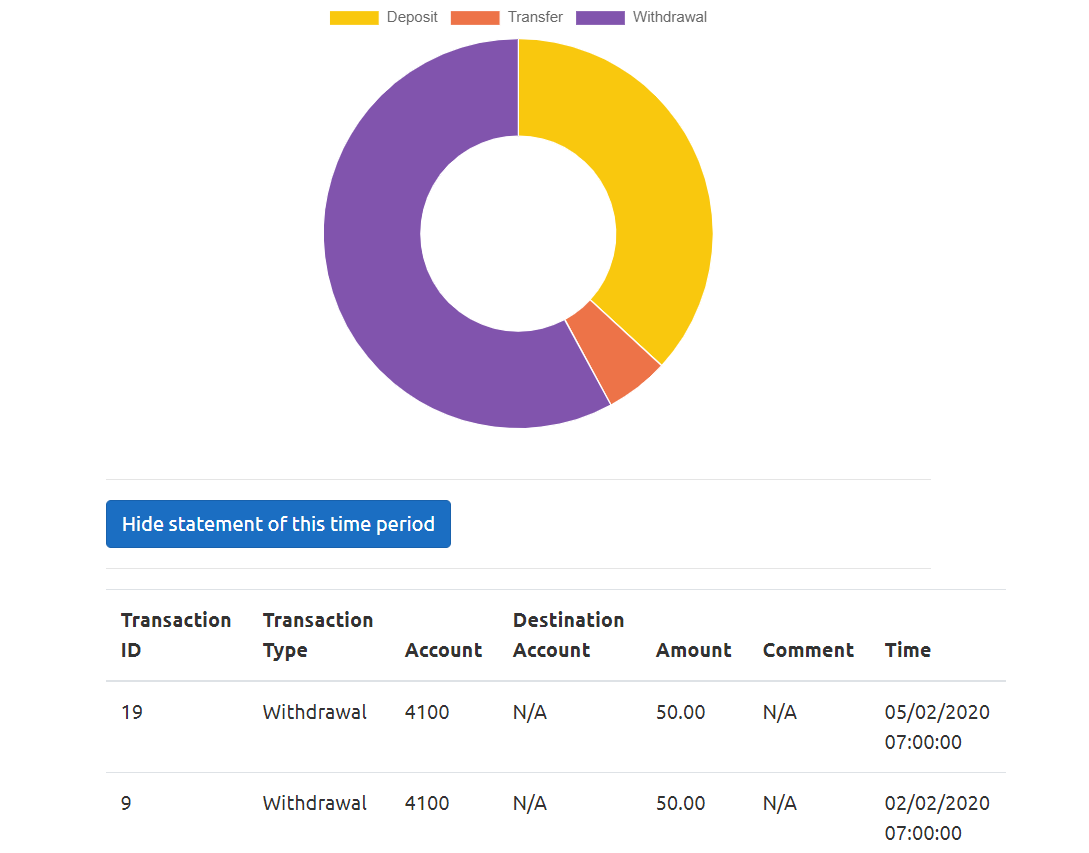 Deposit Transfer Withdrawal
Hide statement of this time period
Transaction Transaction Destination
ID Type Account Account Amount Comment Time
19 Withdrawal 4100 N/A 50.00 N/A 05/02/2020
07:00:00
9 Withdrawal 4100 N/A 50.00 N/A 02/02/2020
07:00:00